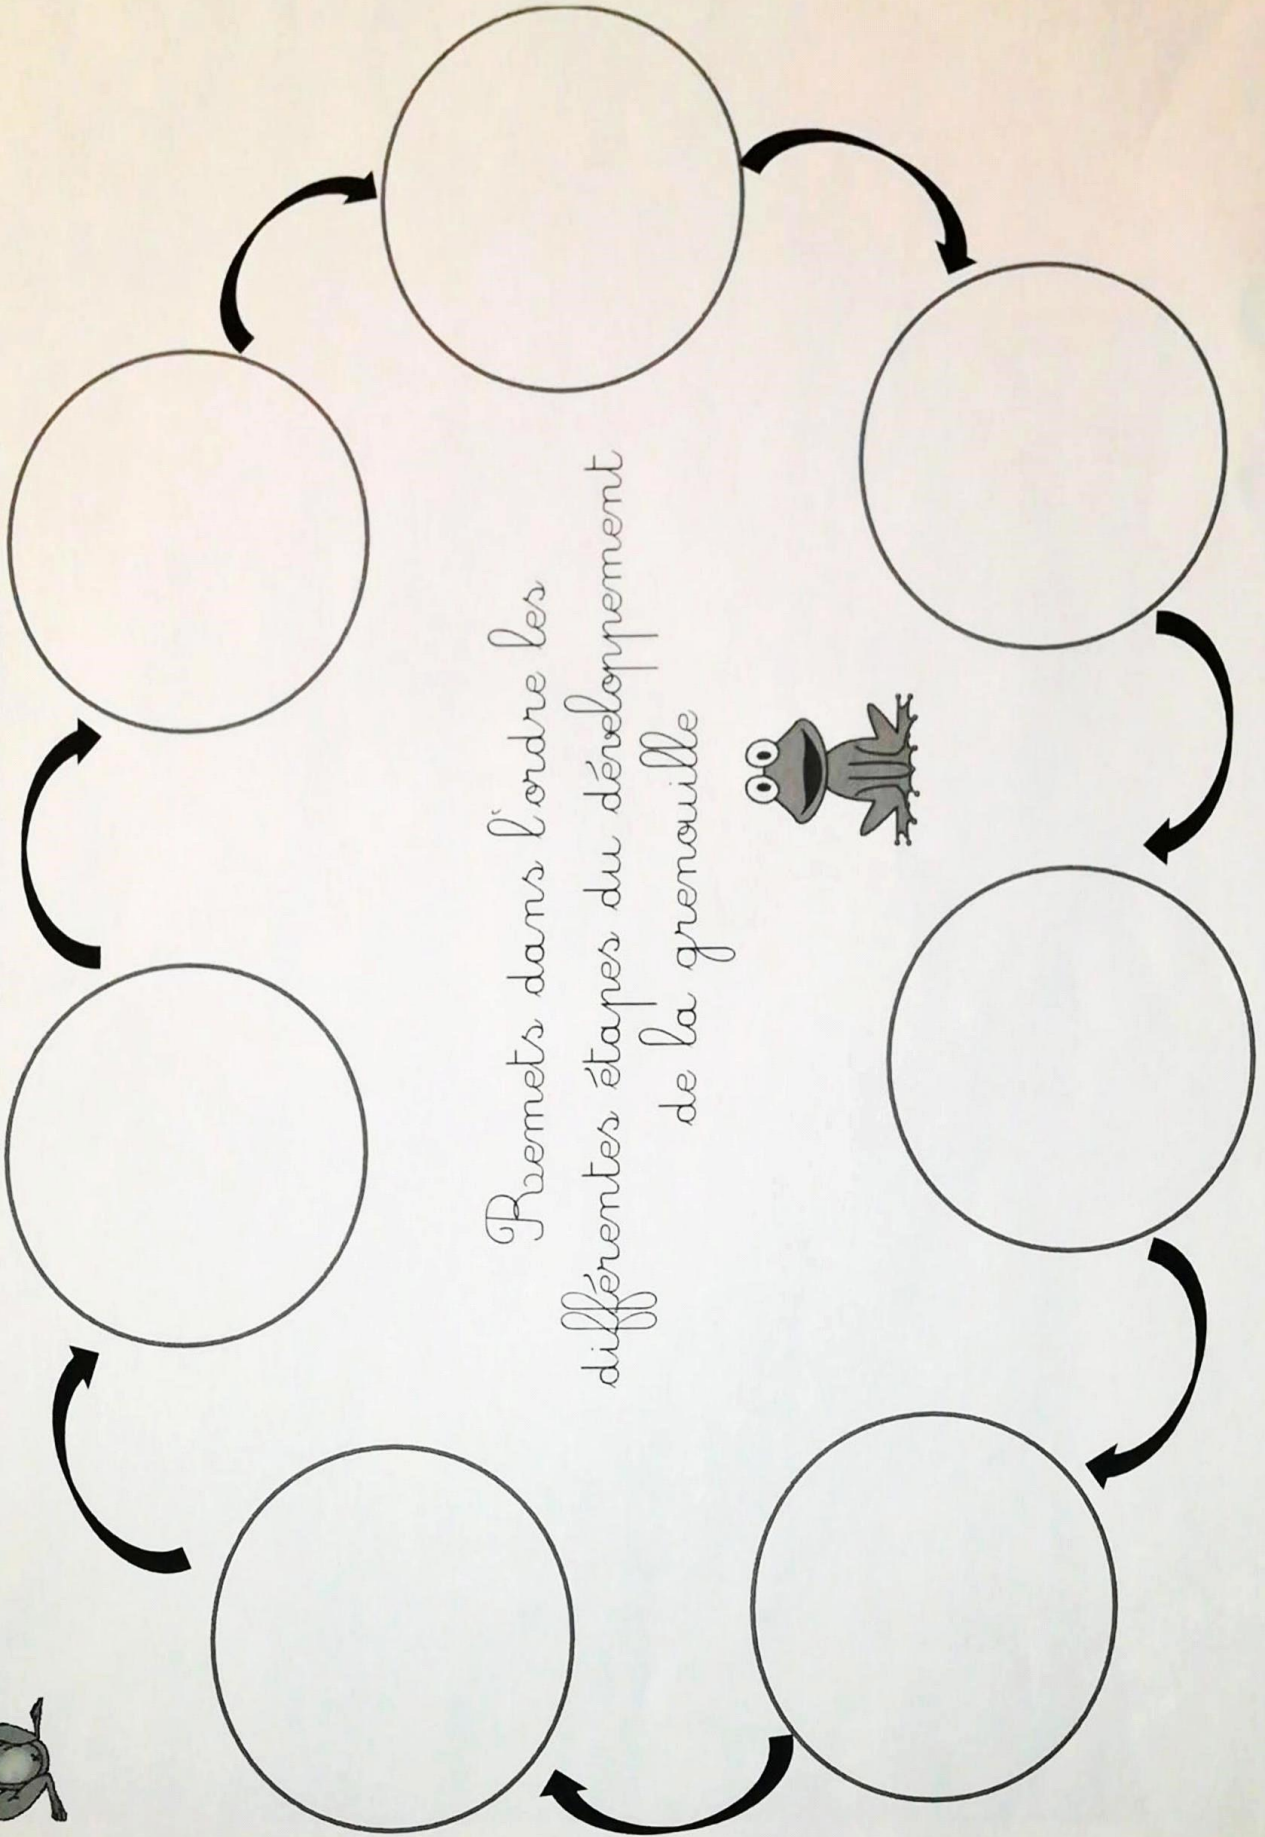 Remets dans l'ordre les
différentes étapes du développement
de la grenouille